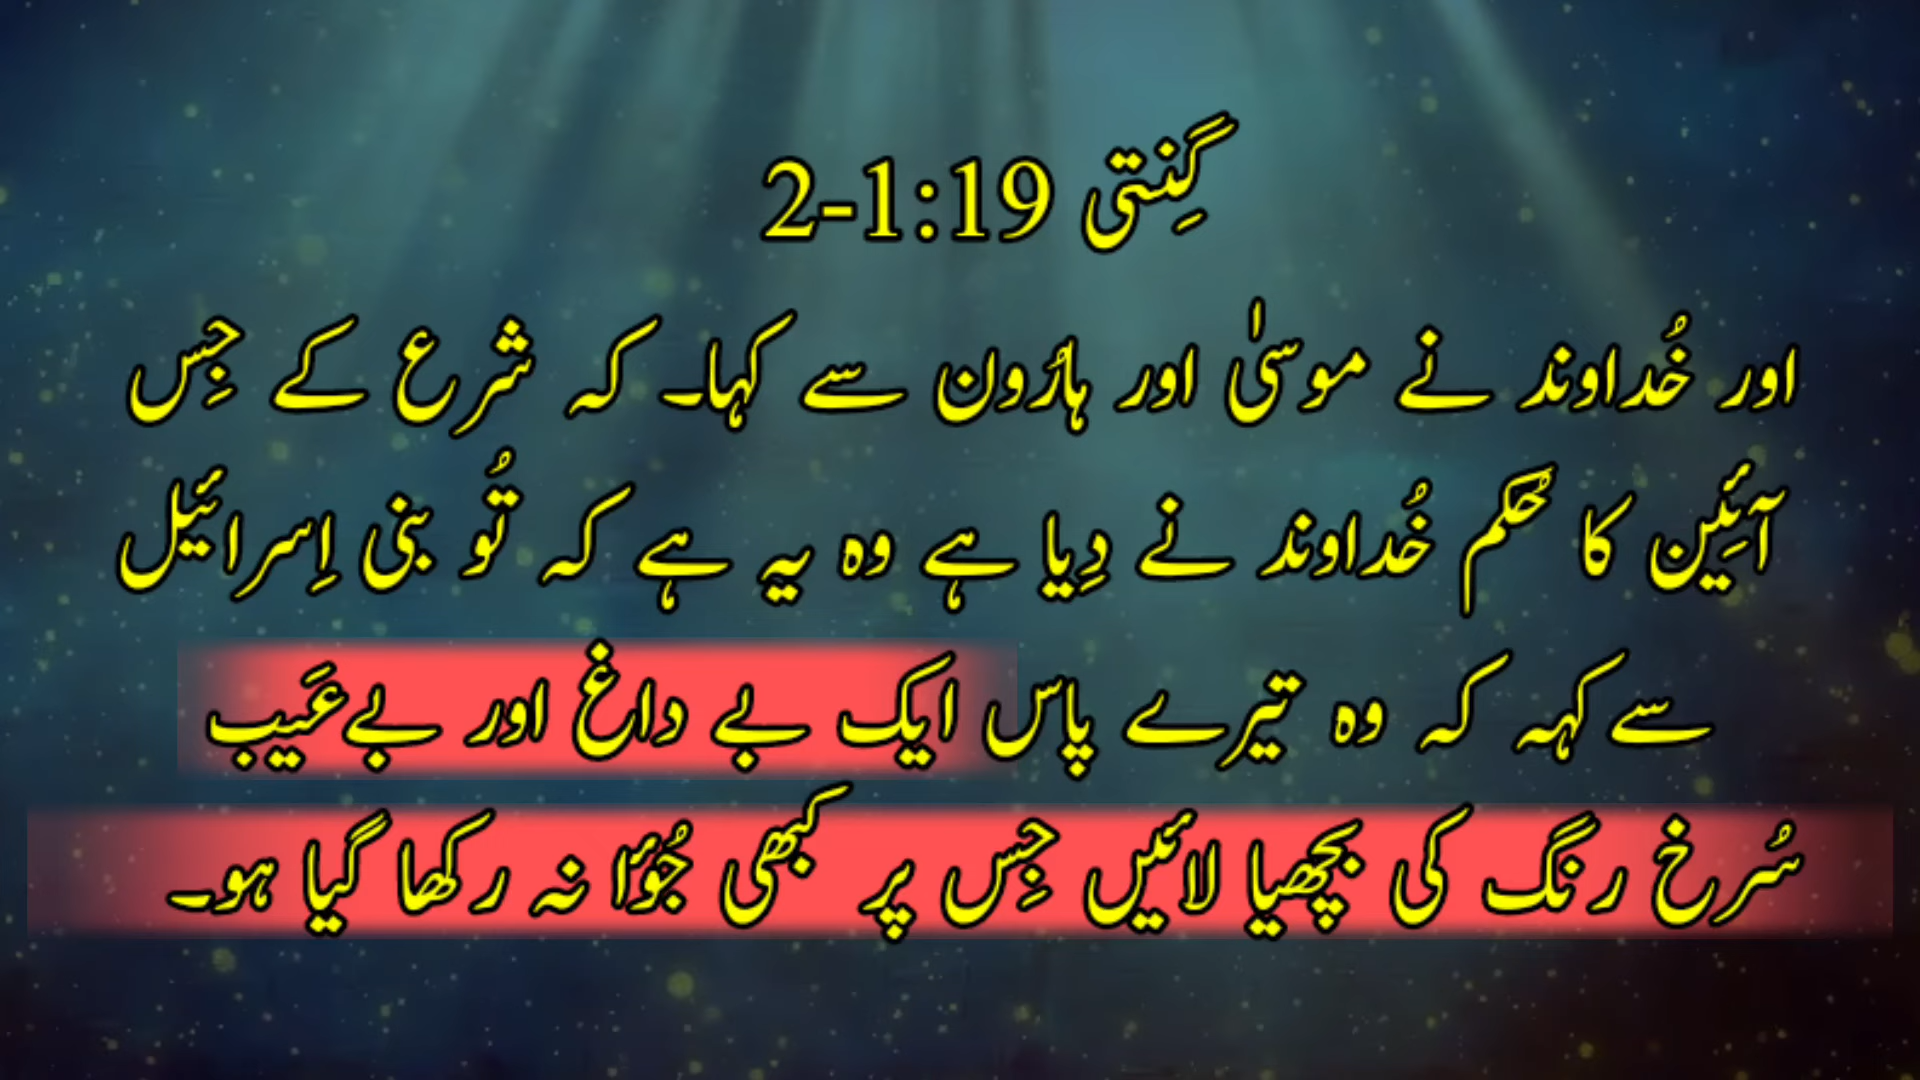 گِنتی 19:1-2
اور خُداوند نے موسیٰ اور ہارُون سے کہا۔ کہ شرع کے جِس
آئِین کا حُکم خُداوند نے دِیا ہے وہ یہ ہے کہ تُو بنی اِسرائیل
سے کہہ کہ وہ تیرے پاس ایک بے داغ اور بےعَیب
سُرخ رنگ کی بچھیا لائیں جِس پر کبھی جُؤا نہ رکھا گیا ہو۔